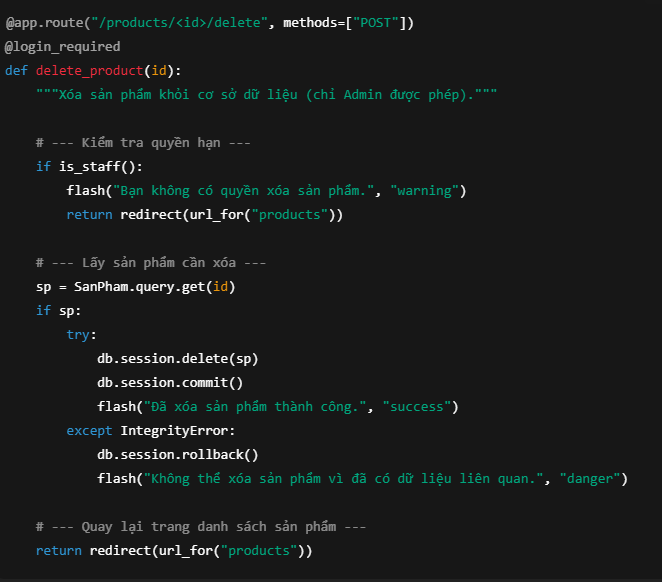 @app.route("/products/<id>/delete", methods=["POST"])
@login_required
def delete_product(id):
    """Xóa sản phẩm khỏi cơ sở dữ liệu (chỉ Admin được phép)."""

    # --- Kiểm tra quyền hạn ---
    if is_staff():
        flash("Bạn không có quyền xóa sản phẩm.", "warning")
        return redirect(url_for("products"))

    # --- Lấy sản phẩm cần xóa ---
    sp = SanPham.query.get(id)
    if sp:
        try:
            db.session.delete(sp)
            db.session.commit()
            flash("Đã xóa sản phẩm thành công.", "success")
        except IntegrityError:
            db.session.rollback()
            flash("Không thể xóa sản phẩm vì đã có dữ liệu liên quan.", "danger")

    # --- Quay lại trang danh sách sản phẩm ---
    return redirect(url_for("products"))